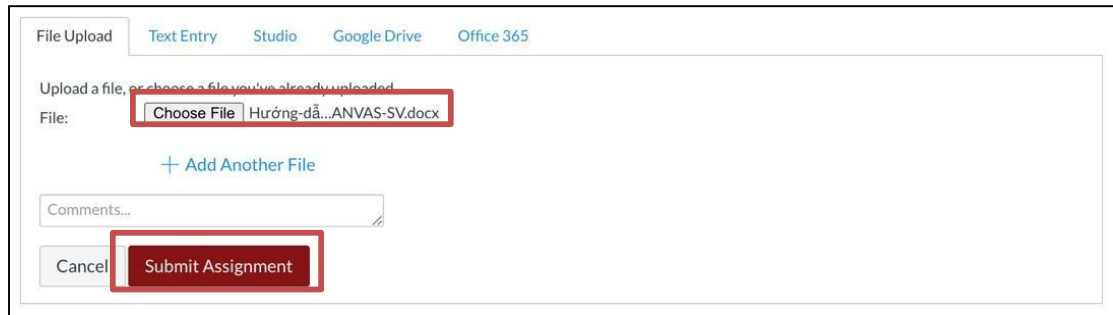 File Upload Text Entry Studio Google Drive Office 365
Upload a file, or choose a file you've already uploaded.
File: Choose File Hướng-dẫ...ANVAS-SV.docx
+ Add Another File
Comments...
Cancel Submit Assignment